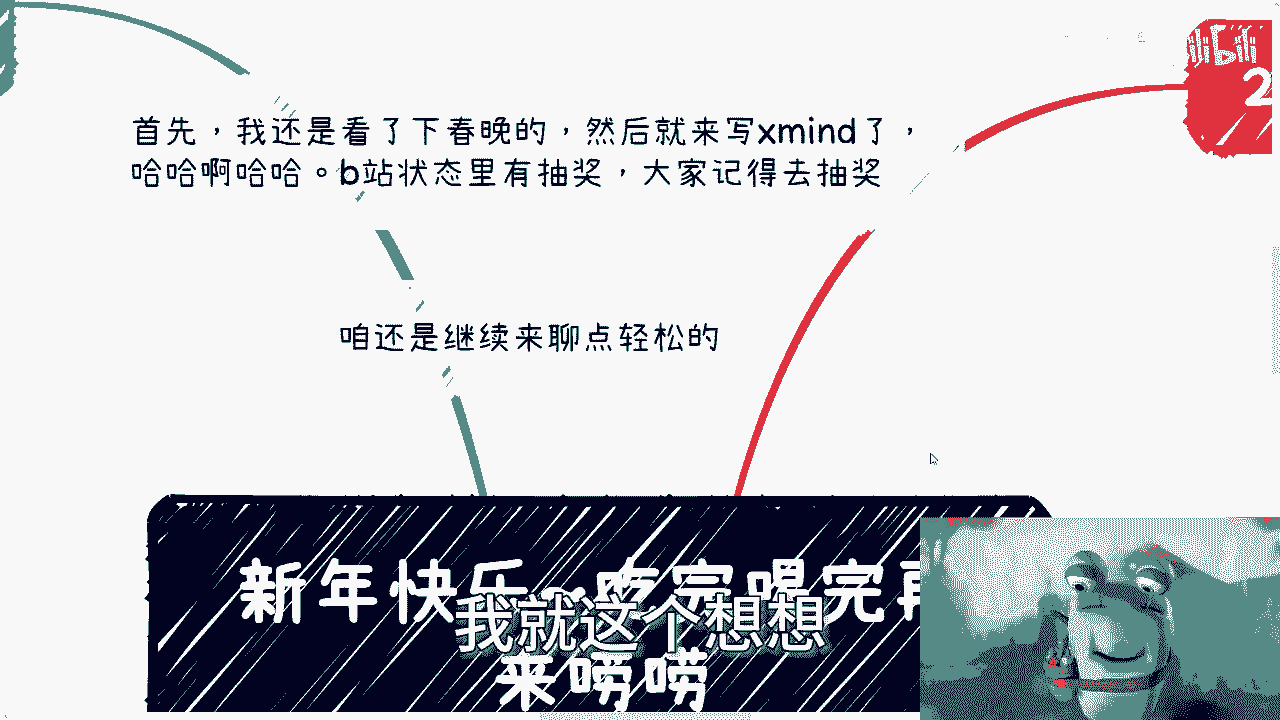 bilibili
2
首先，我还是看了下春晚的，然后就来写xmind了，
哈哈啊哈哈。b站状态里有抽奖，大家记得去抽奖
咱还是继续来聊点轻松的
新年快乐~吃完喝完再
来唠唠
我就这个想想